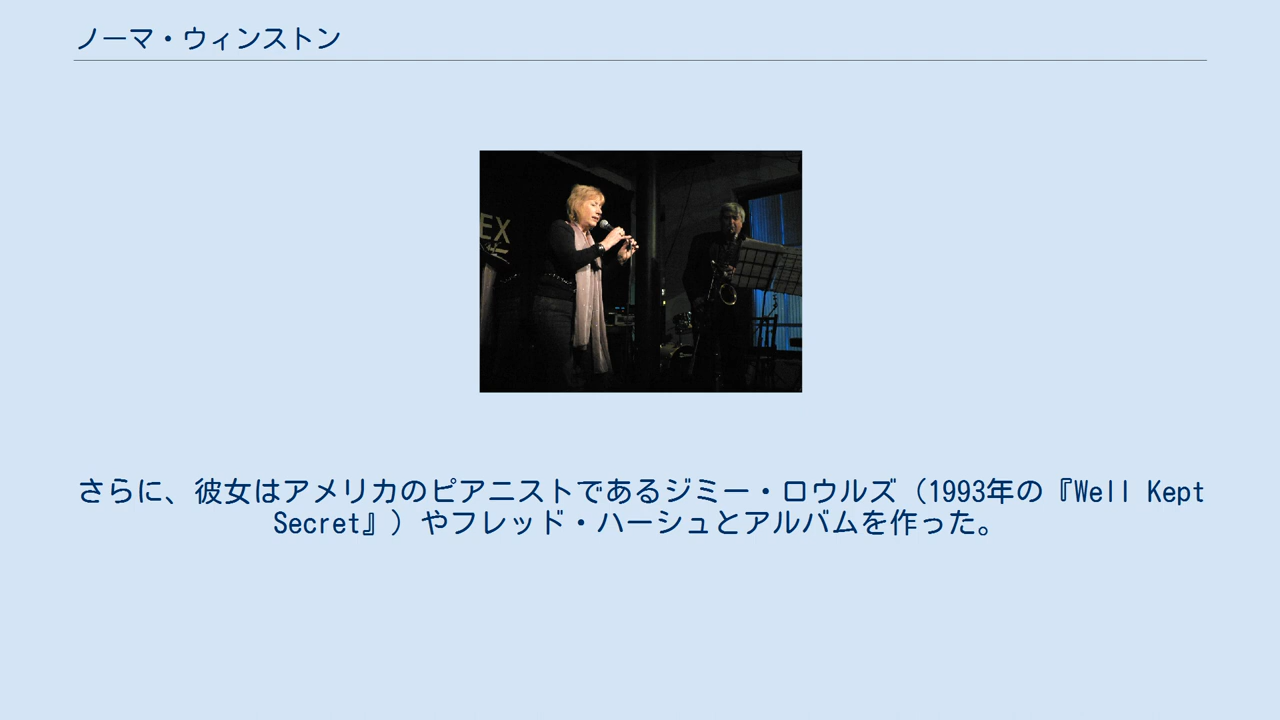 ノーマ・ウィンストン
EX
さらに、彼女はアメリカのピアニストであるジミー・ロウルズ（1993年の『Well Kept
Secret』）やフレッド・ハーシュとアルバムを作った。